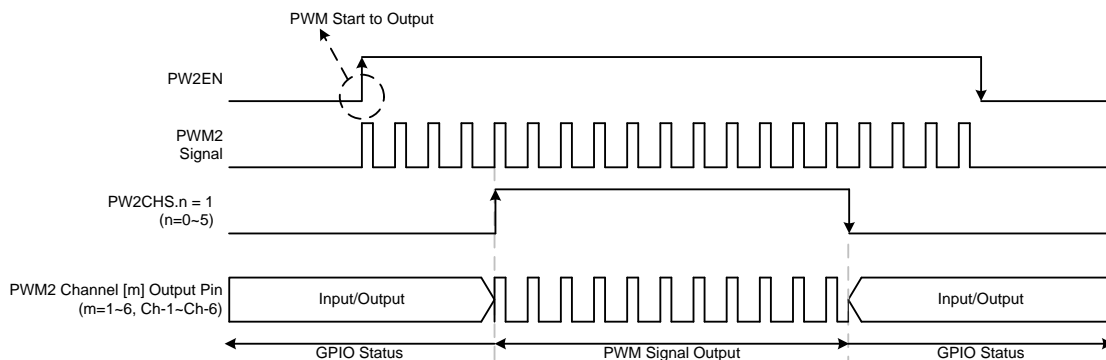 PWM Start to Output
PW2EN
PWM2
Signal
PW2CHS.n = 1
(n=0~5)
PWM2 Channel [m] Output Pin
(m=1~6, Ch-1~Ch-6)
Input/Output
Input/Output
GPIO Status
PWM Signal Output
GPIO Status